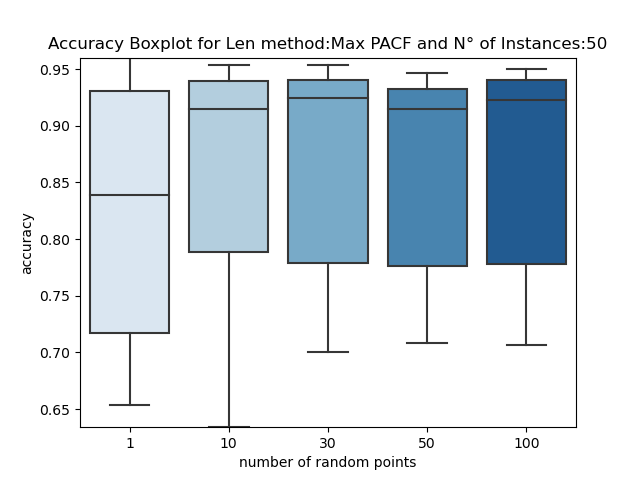 Accuracy Boxplot for Len method:Max PACF and N° of Instances:50
accuracy
0.95
0.90
0.85
0.80
0.75
0.70
0.65
1 10 30 50 100
number of random points